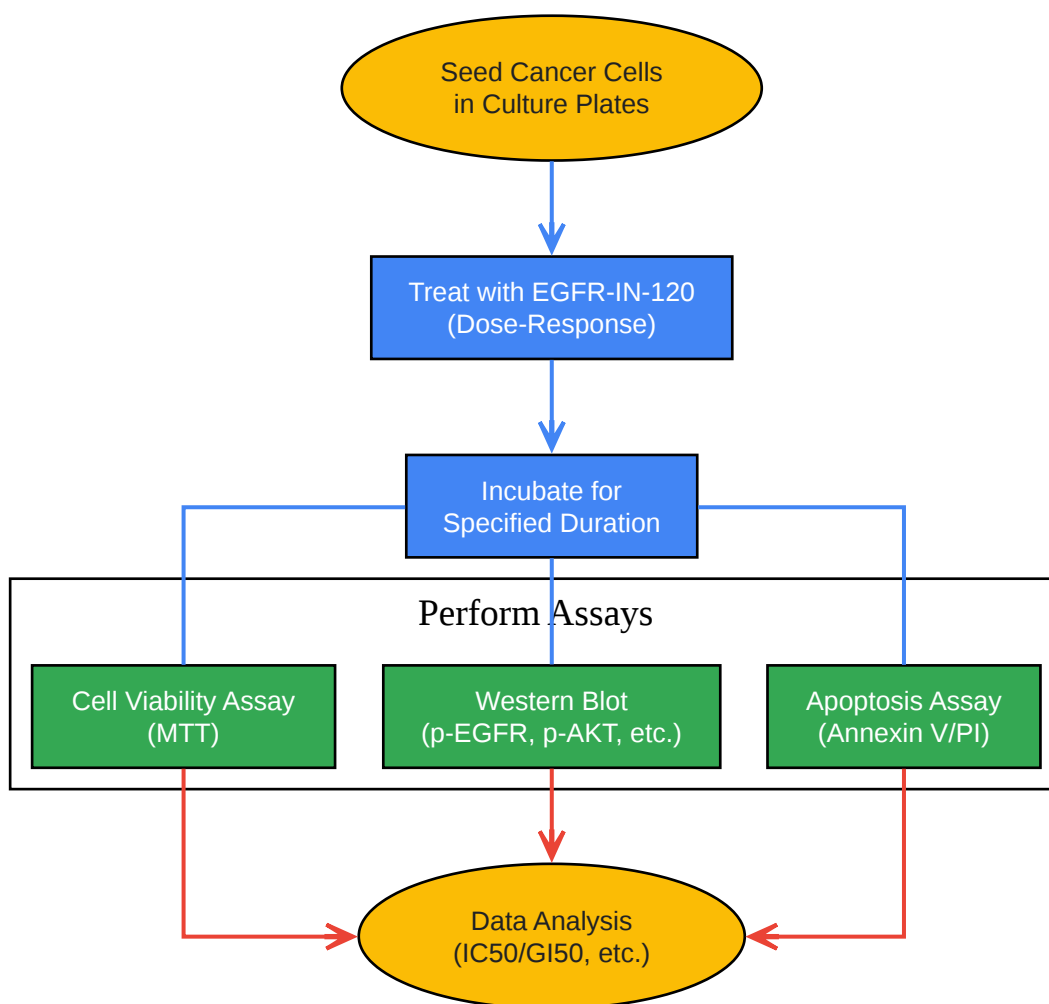 Seed Cancer Cells
in Culture Plates
Treat with EGFR-IN-120
(Dose-Response)
Incubate for
Specified Duration
Perform Assays
Cell Viability Assay
(MTT)
Western Blot
(p-EGFR, p-AKT, etc.)
Apoptosis Assay
(Annexin V/PI)
Data Analysis
(IC50/GI50, etc.)